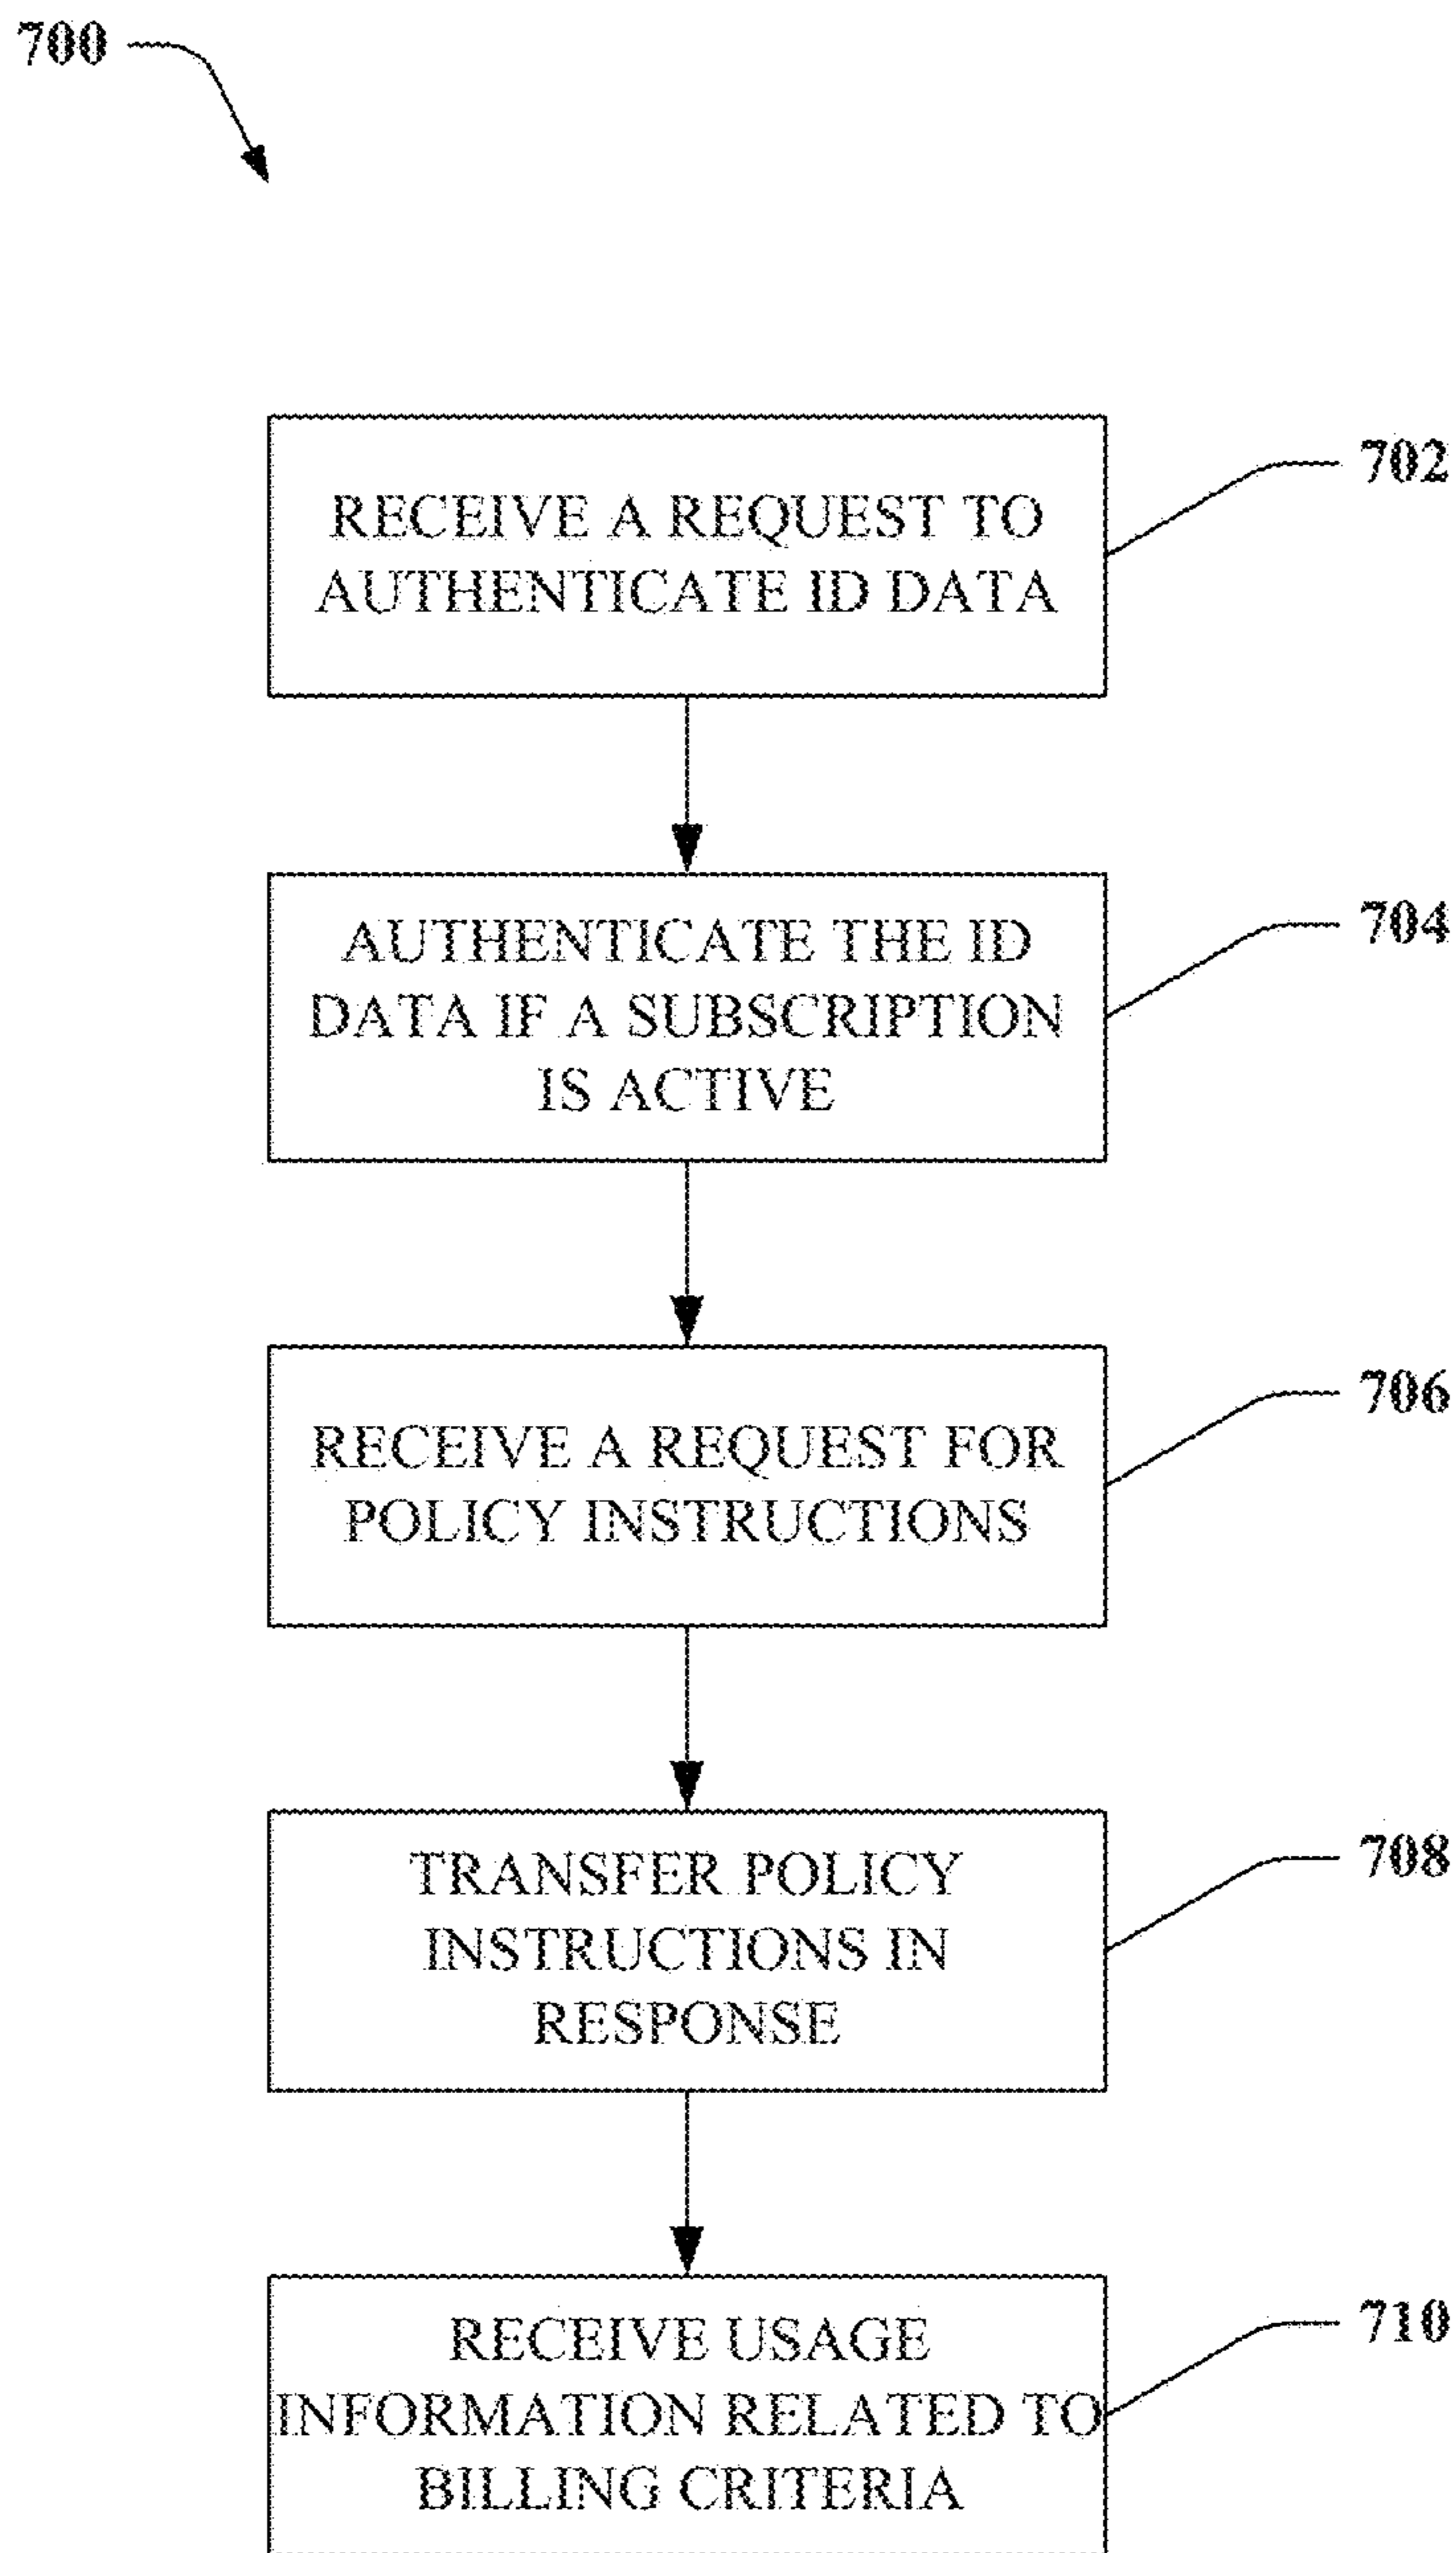 700
RECEIVE A REQUEST TO
AUTHENTICATE ID DATA
702
AUTHENTICATE THE ID
DATA IF A SUBSCRIPTION
IS ACTIVE
704
RECEIVE A REQUEST FOR
POLICY INSTRUCTIONS
706
TRANSFER POLICY
INSTRUCTIONS IN
RESPONSE
708
RECEIVE USAGE
INFORMATION RELATED TO
BILLING CRITERIA
710